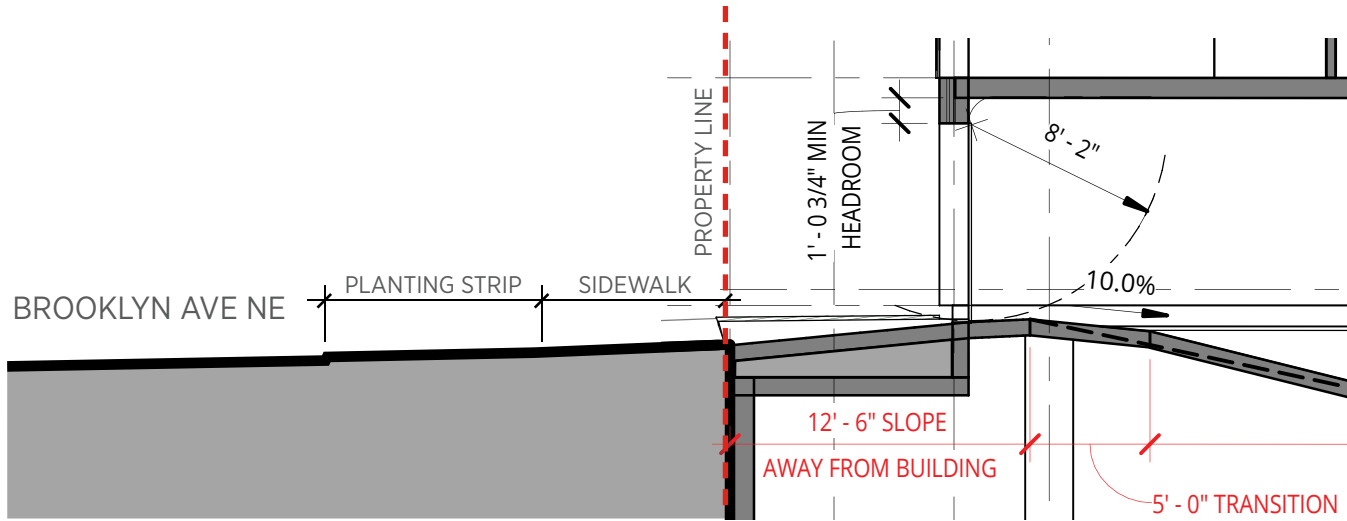 BROOKLYN AVE NE
PLANTING STRIP
SIDEWALK
PROPERTY LINE
1' - 0 3/4" MIN
HEADROOM
8' - 2"
10.0%
12' - 6" SLOPE
AWAY FROM BUILDING
5' - 0" TRANSITION